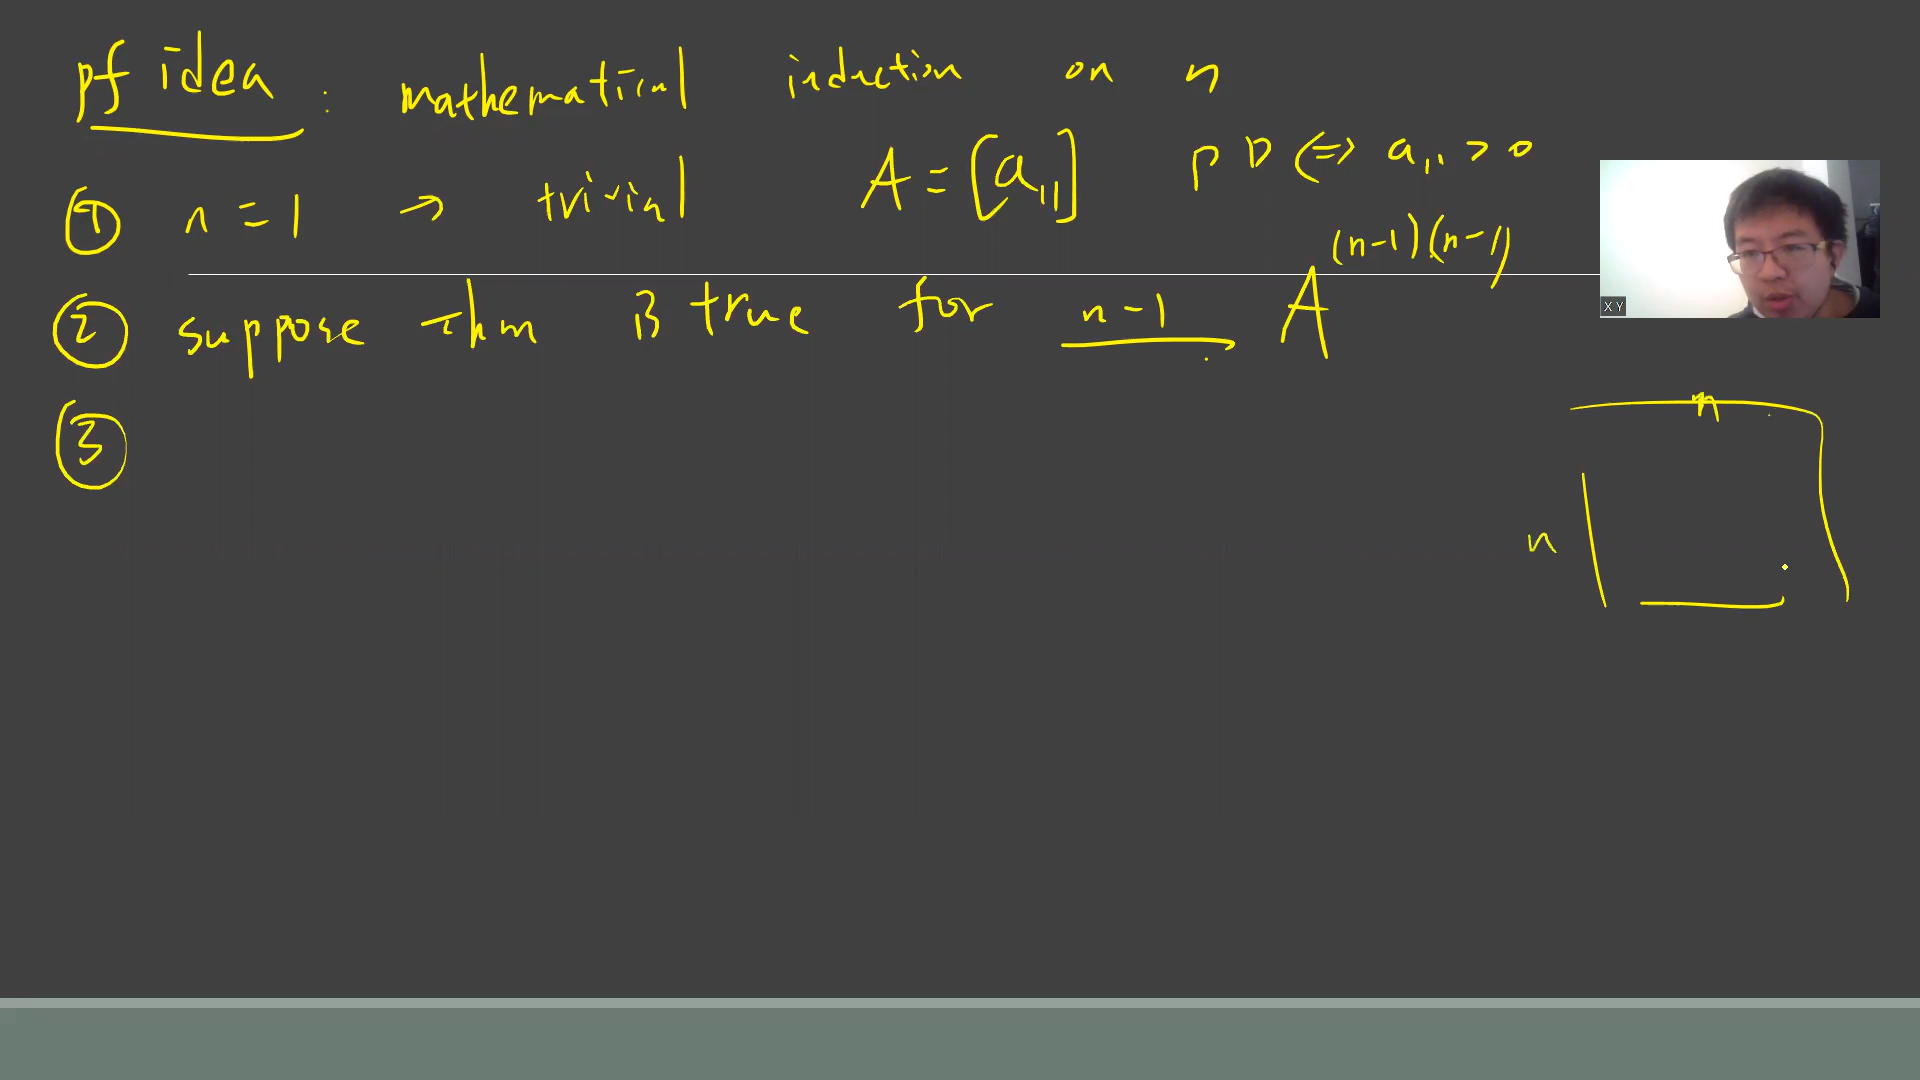 pf idea : mathematical induction on n
① n = 1 → trivial A = [a₁₁] PD ⟺ a₁₁ > 0
② suppose Thm is true for n-1 A^(n-1)(n-1)
XY
③
n
n